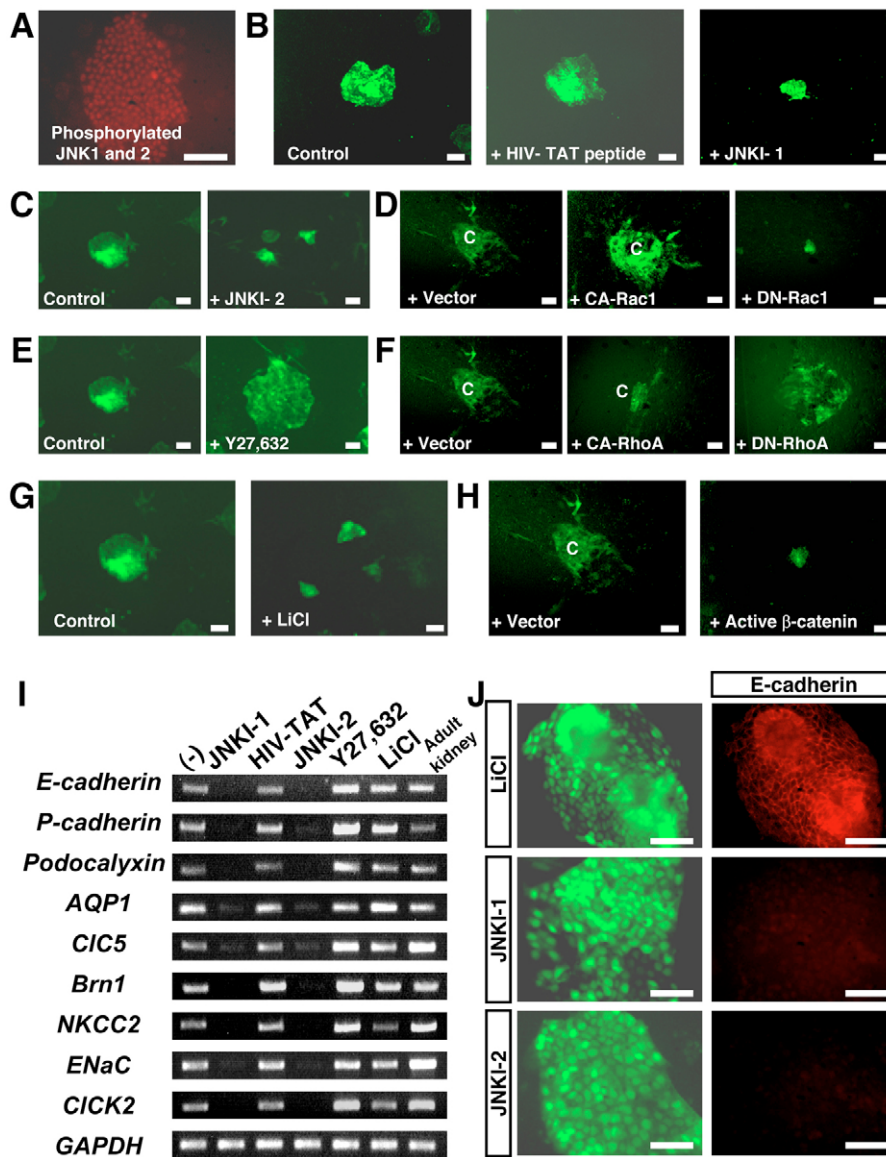 A
Phosphorylated
JNK1 and 2
B
Control
+ HIV- TAT peptide
+ JNKI- 1
C
Control
+ JNKI- 2
D
C
+ Vector
C
+ CA-Rac1
+ DN-Rac1
E
Control
+ Y27,632
F
C
+ Vector
C
+ CA-RhoA
+ DN-RhoA
G
Control
+ LiCl
H
C
+ Vector
+ Active β-catenin
I
(-)
JNKI-1
HIV-TAT
JNKI-2
Y27,632
LiCl
Adult
kidney
E-cadherin
P-cadherin
Podocalyxin
AQP1
ClC5
Brn1
NKCC2
ENaC
ClCK2
GAPDH
J
E-cadherin
LiCl
JNKI-1
JNKI-2